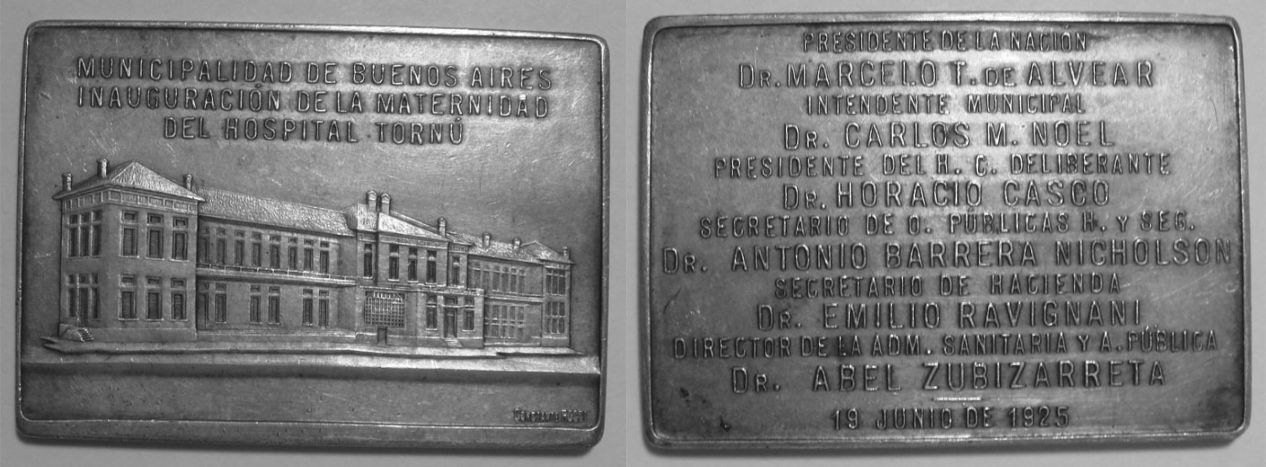 MUNICIPALIDAD DE BUENOS AIRES
INAUGURACIÓN DE LA MATERNIDAD
DEL HOSPITAL TORNÚ
CONSTANTE ROSSI
PRESIDENTE DE LA NACIÓN
DR. MARCELO T. DE ALVEAR
INTENDENTE MUNICIPAL
DR. CARLOS M. NOEL
PRESIDENTE DEL H. C. DELIBERANTE
DR. HORACIO CASCO
SECRETARIO DE O. PÚBLICAS H. Y SEG.
DR. ANTONIO BARRERA NICHOLSON
SECRETARIO DE HACIENDA
DR. EMILIO RAVIGNANI
DIRECTOR DE LA ADM. SANITARIA Y A. PÚBLICA
DR. ABEL ZUBIZARRETA
19 JUNIO DE 1925